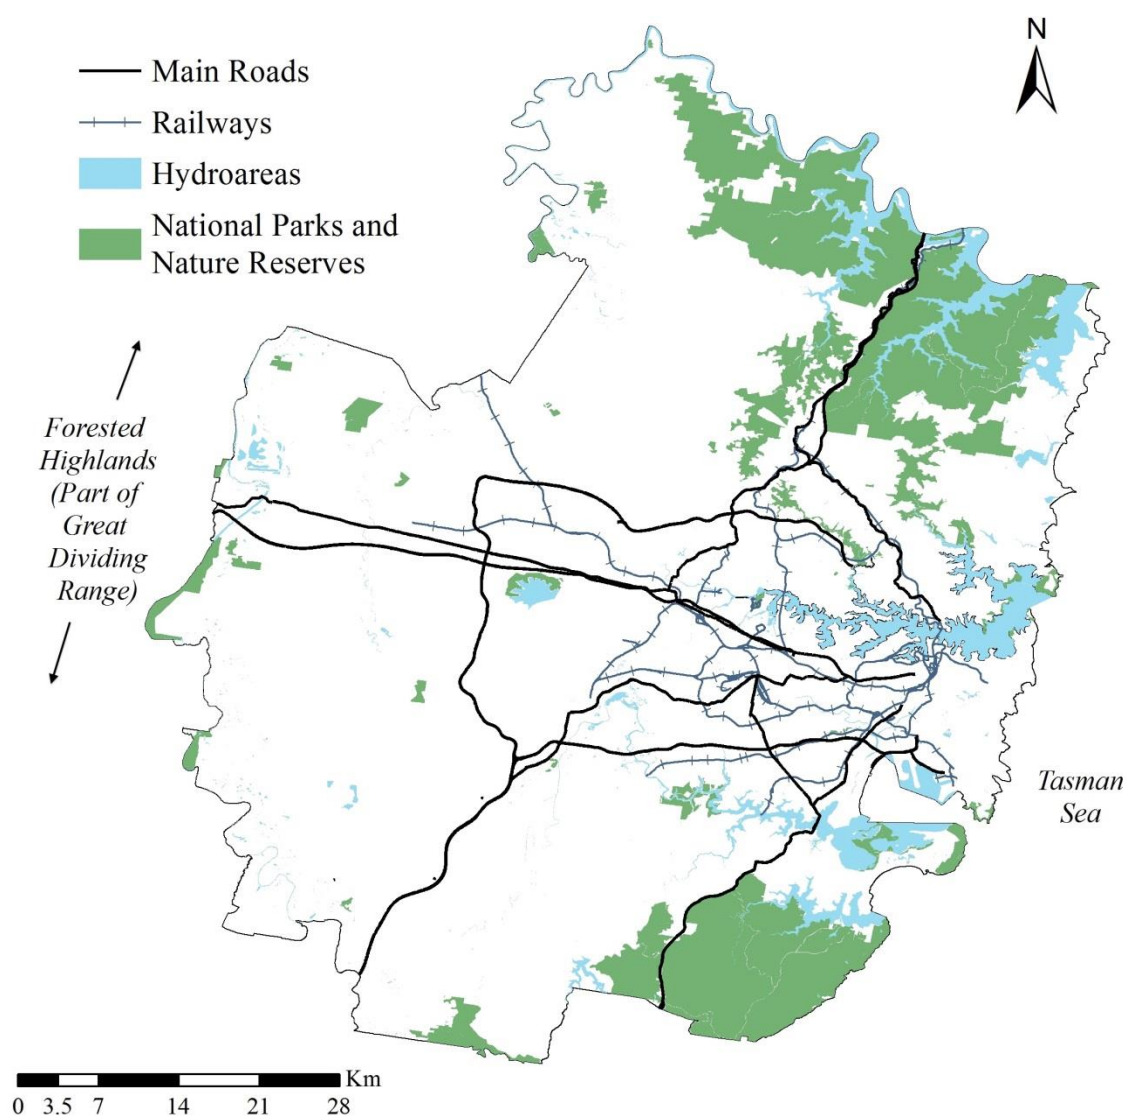 N
Main Roads
Railways
Hydroareas
National Parks and
Nature Reserves
Forested
Highlands
(Part of
Great
Dividing
Range)
Tasman
Sea
Km
0 3.5 7 14 21 28